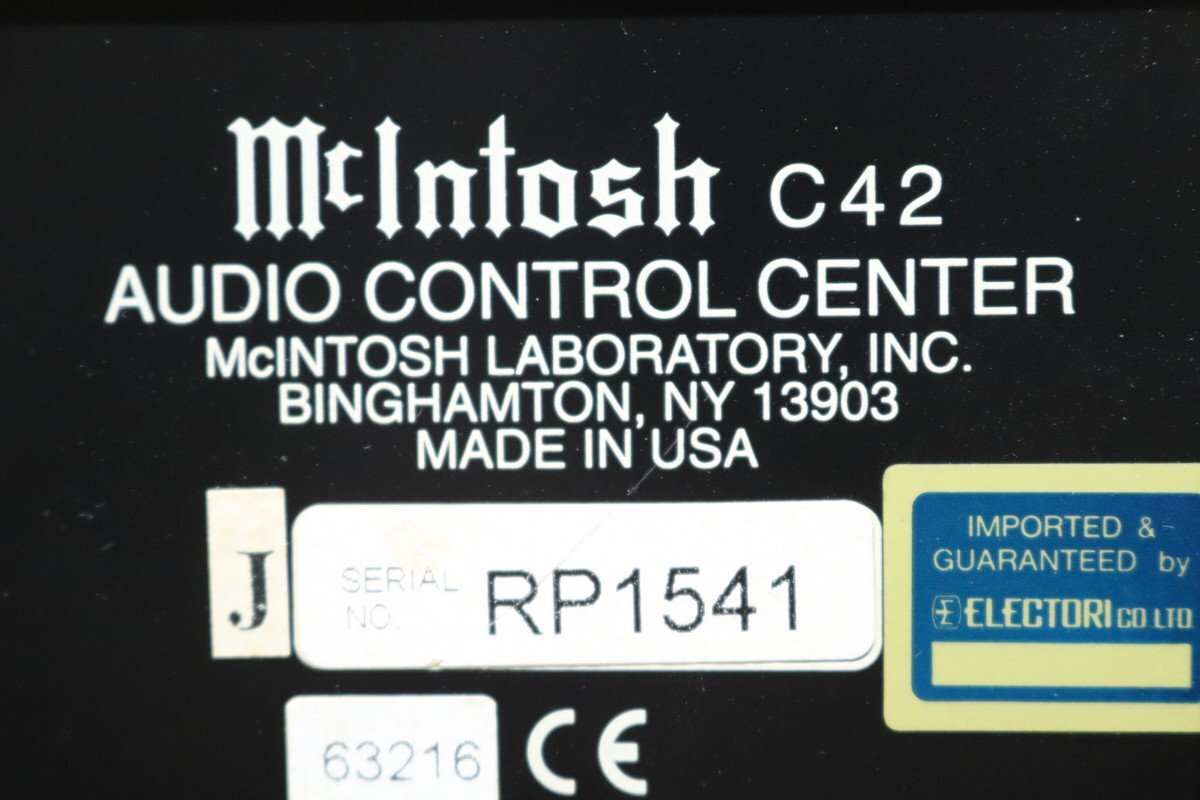 McIntosh C42
AUDIO CONTROL CENTER
McINTOSH LABORATORY, INC.
BINGHAMTON, NY 13903
MADE IN USA
J
SERIAL
NO.
RP1541
IMPORTED &
GUARANTEED by
E ELECTORI CO LTD
63216
CE